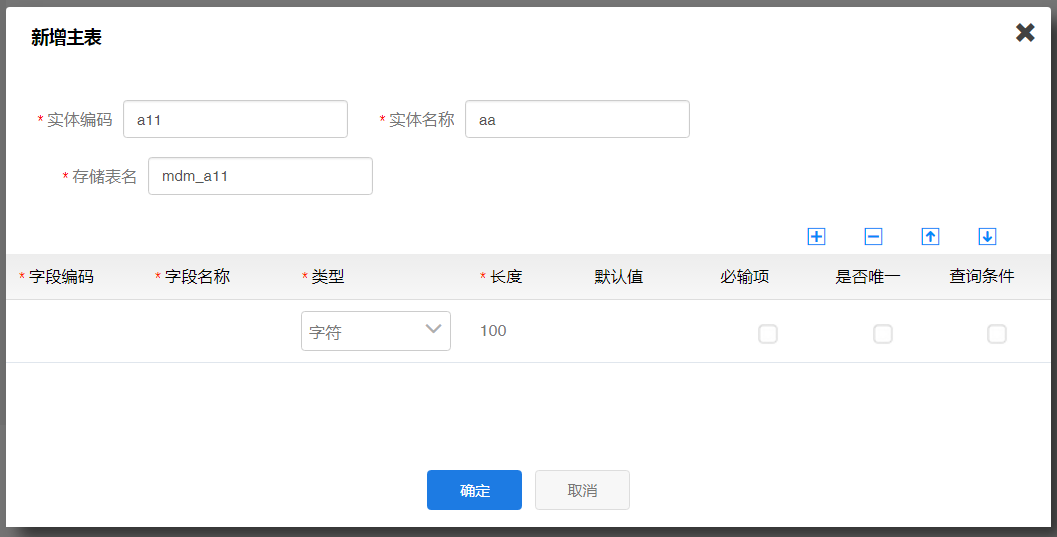 新增主表
* 实体编码 a11 * 实体名称 aa
* 存储表名 mdm_a11
* 字段编码 * 字段名称 * 类型 * 长度 默认值 必输项 是否唯一 查询条件
字符 100
确定 取消